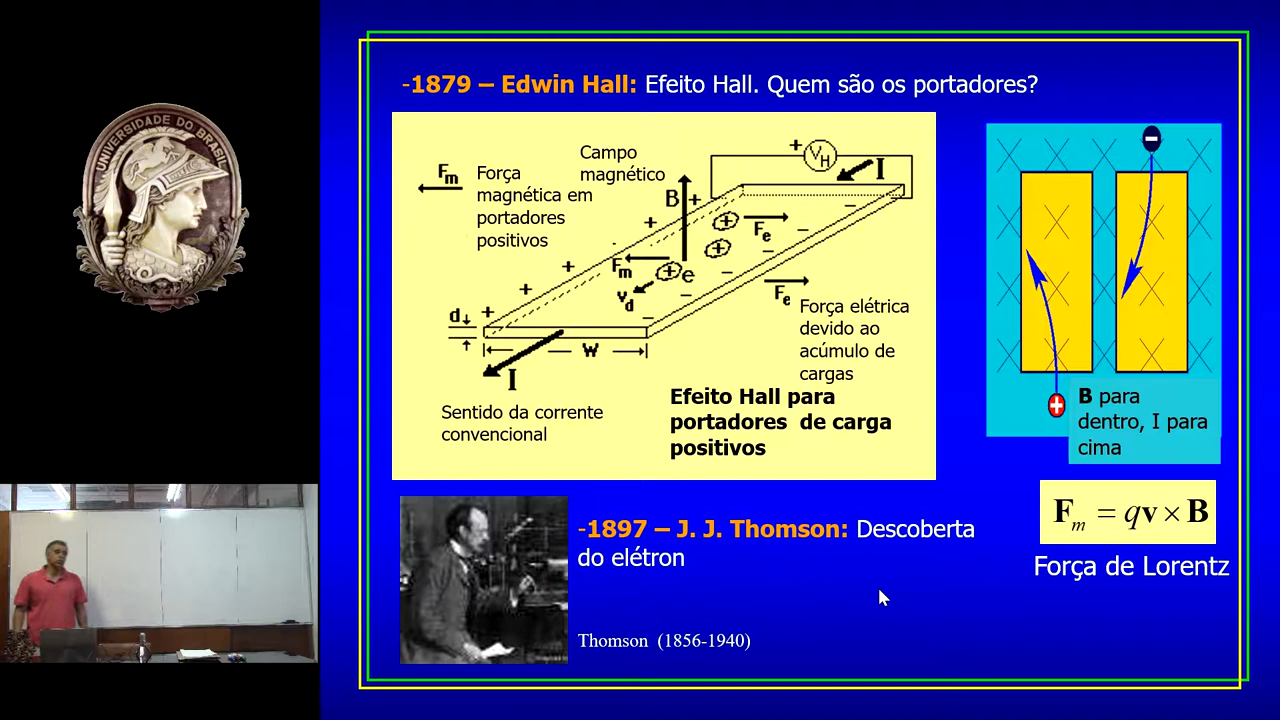 UNIVERSIDADE DO BRASIL
-1879 – Edwin Hall: Efeito Hall. Quem são os portadores?
Fm
Força
magnética em
portadores
positivos
Campo
magnético
B
+
VH
I
+
+
+
+
+
+
+
+
Fe
Fm
e
vd
Fe
−
−
−
−
−
−
d
w
I
Força elétrica
devido ao
acúmulo de
cargas
Sentido da corrente
convencional
Efeito Hall para
portadores de carga
positivos
−
+
B para
dentro, I para
cima
Fm = qv × B
Força de Lorentz
-1897 – J. J. Thomson: Descoberta
do elétron
Thomson (1856-1940)